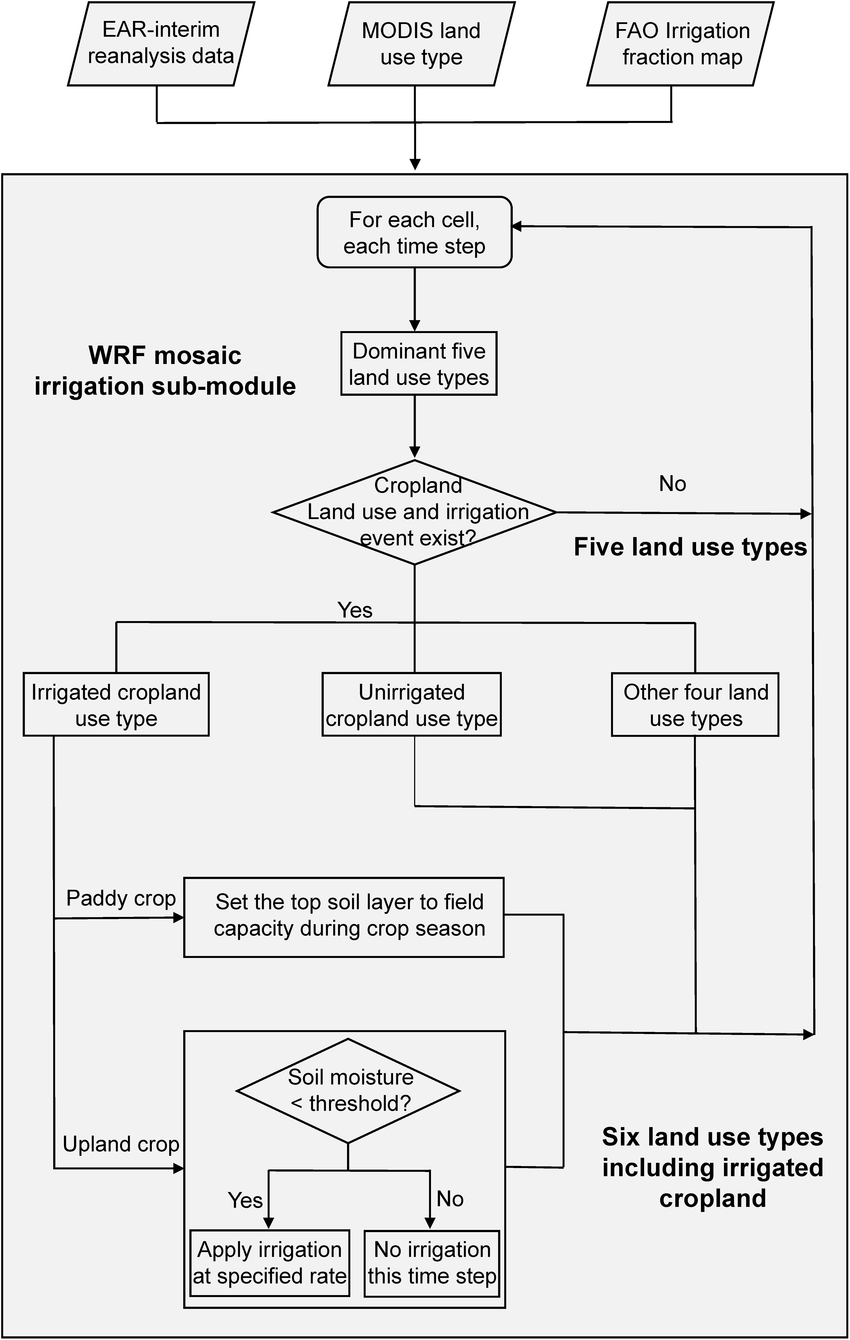 EAR-interim
reanalysis data
MODIS land
use type
FAO Irrigation
fraction map
For each cell,
each time step
WRF mosaic
irrigation sub-module
Dominant five
land use types
Cropland
Land use and irrigation
event exist?
No
Five land use types
Yes
Irrigated cropland
use type
Unirrigated
cropland use type
Other four land
use types
Paddy crop
Set the top soil layer to field
capacity during crop season
Upland crop
Soil moisture
< threshold?
Yes
No
Apply irrigation
at specified rate
No irrigation
this time step
Six land use types
including irrigated
cropland